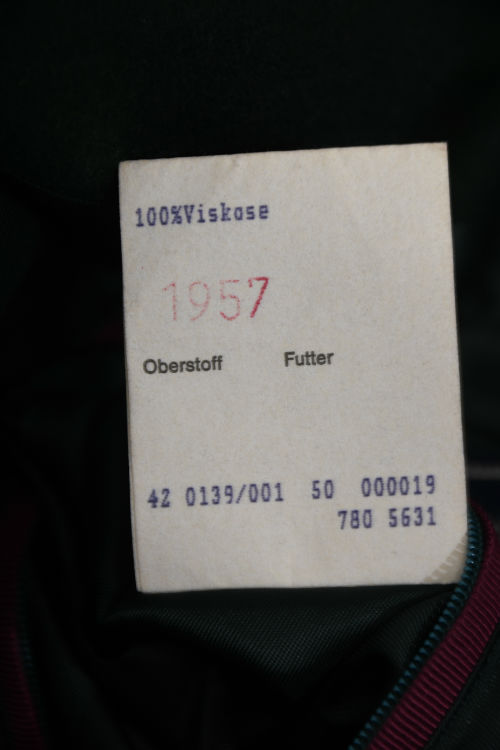 100%Viskose
1957
Oberstoff Futter
42 0139/001 50 000019
780 5631